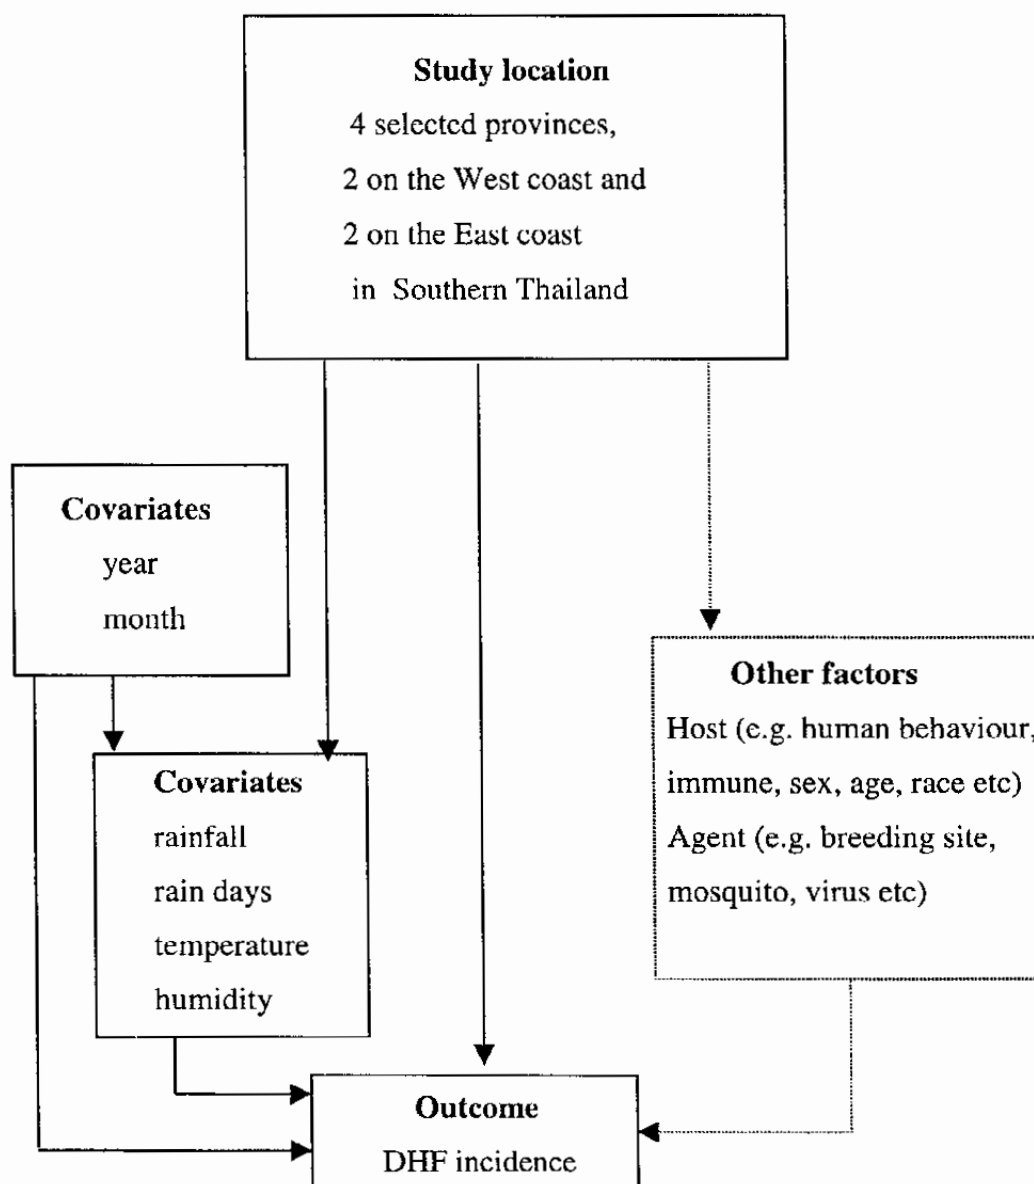 Study location
4 selected provinces,
2 on the West coast and
2 on the East coast
in Southern Thailand
Covariates
year
month
Covariates
rainfall
rain days
temperature
humidity
Other factors
Host (e.g. human behaviour,
immune, sex, age, race etc)
Agent (e.g. breeding site,
mosquito, virus etc)
Outcome
DHF incidence